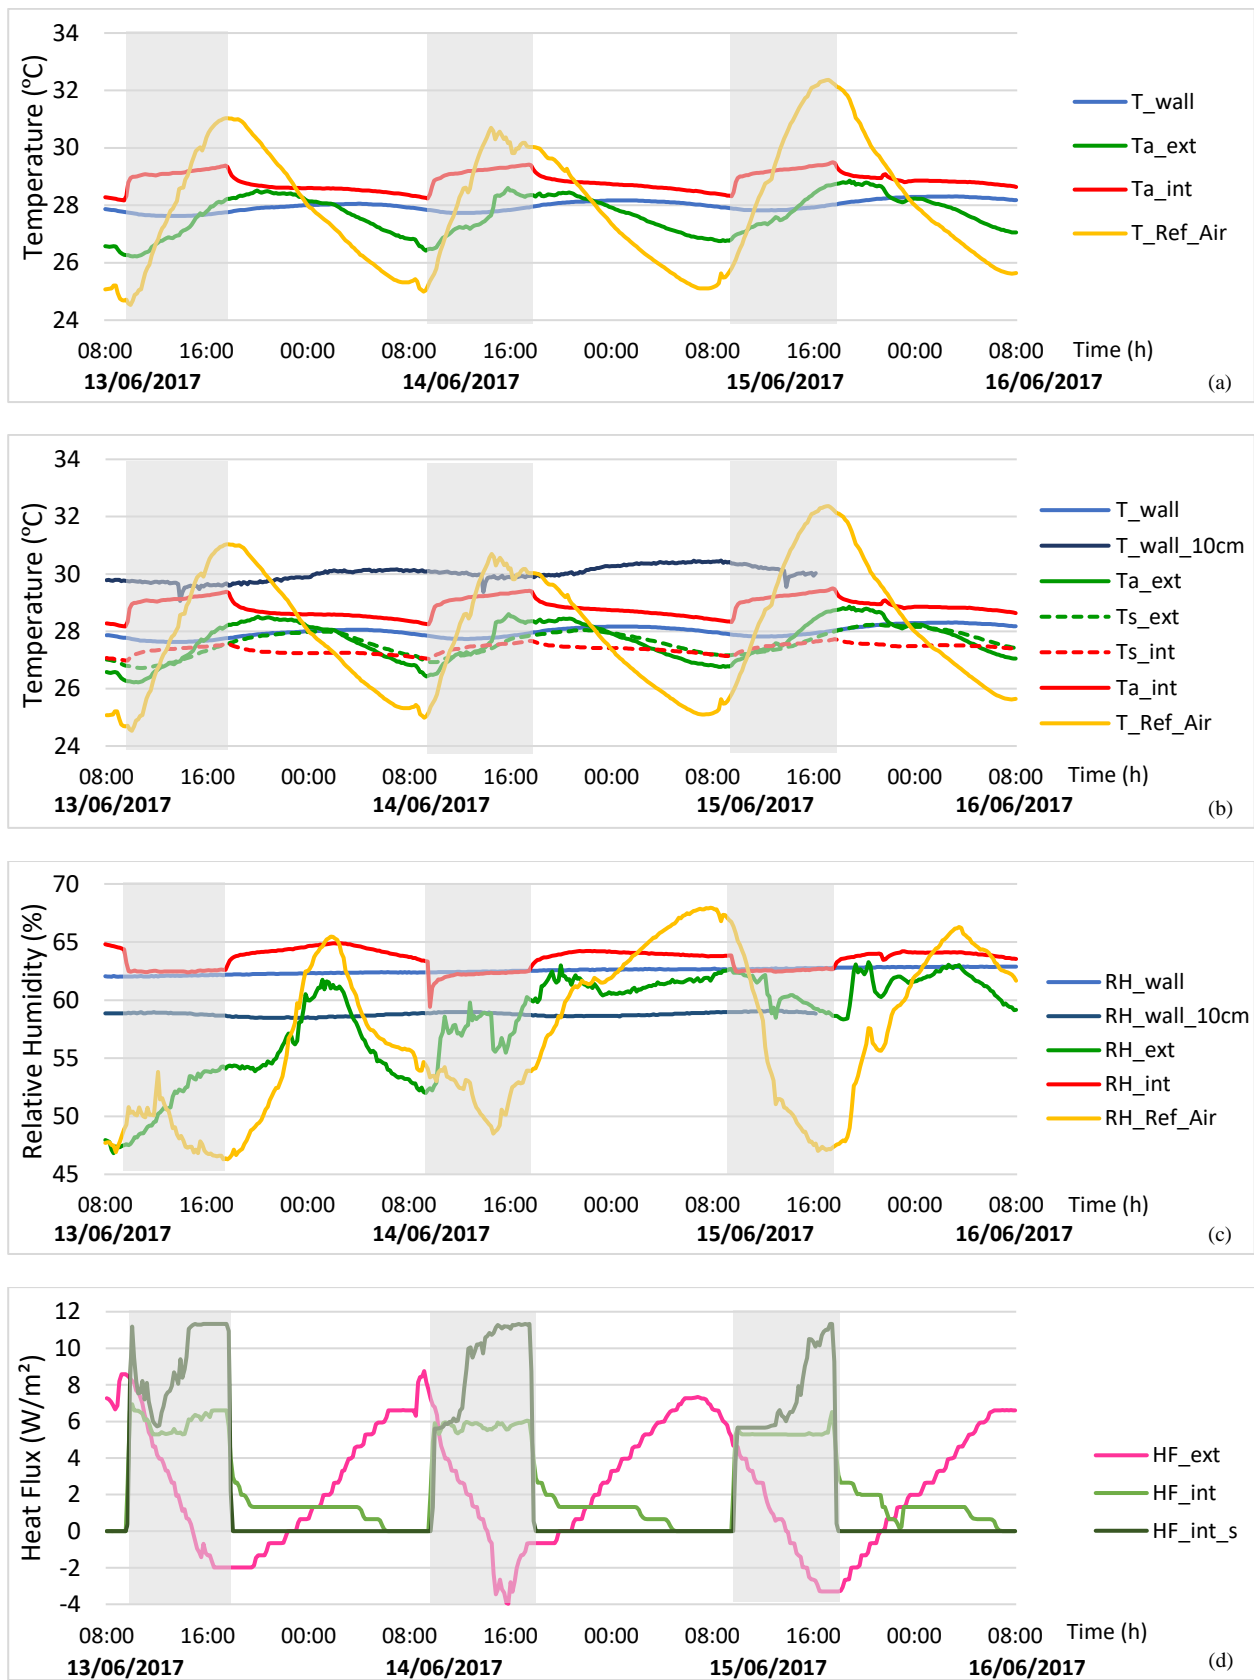 34
32
30
28
26
24
Temperature (ºC)
T_wall
Ta_ext
Ta_int
T_Ref_Air
08:00 16:00 00:00 08:00 16:00 00:00 08:00 16:00 00:00 08:00 Time (h)
13/06/2017 14/06/2017 15/06/2017 16/06/2017
(a)
34
32
30
28
26
24
Temperature (ºC)
T_wall
T_wall_10cm
Ta_ext
Ts_ext
Ts_int
Ta_int
T_Ref_Air
08:00 16:00 00:00 08:00 16:00 00:00 08:00 16:00 00:00 08:00 Time (h)
13/06/2017 14/06/2017 15/06/2017 16/06/2017
(b)
70
65
60
55
50
45
Relative Humidity (%)
RH_wall
RH_wall_10cm
RH_ext
RH_int
RH_Ref_Air
08:00 16:00 00:00 08:00 16:00 00:00 08:00 16:00 00:00 08:00 Time (h)
13/06/2017 14/06/2017 15/06/2017 16/06/2017
(c)
12
10
8
6
4
2
0
-2
-4
Heat Flux (W/m²)
HF_ext
HF_int
HF_int_s
08:00 16:00 00:00 08:00 16:00 00:00 08:00 16:00 00:00 08:00 Time (h)
13/06/2017 14/06/2017 15/06/2017 16/06/2017
(d)